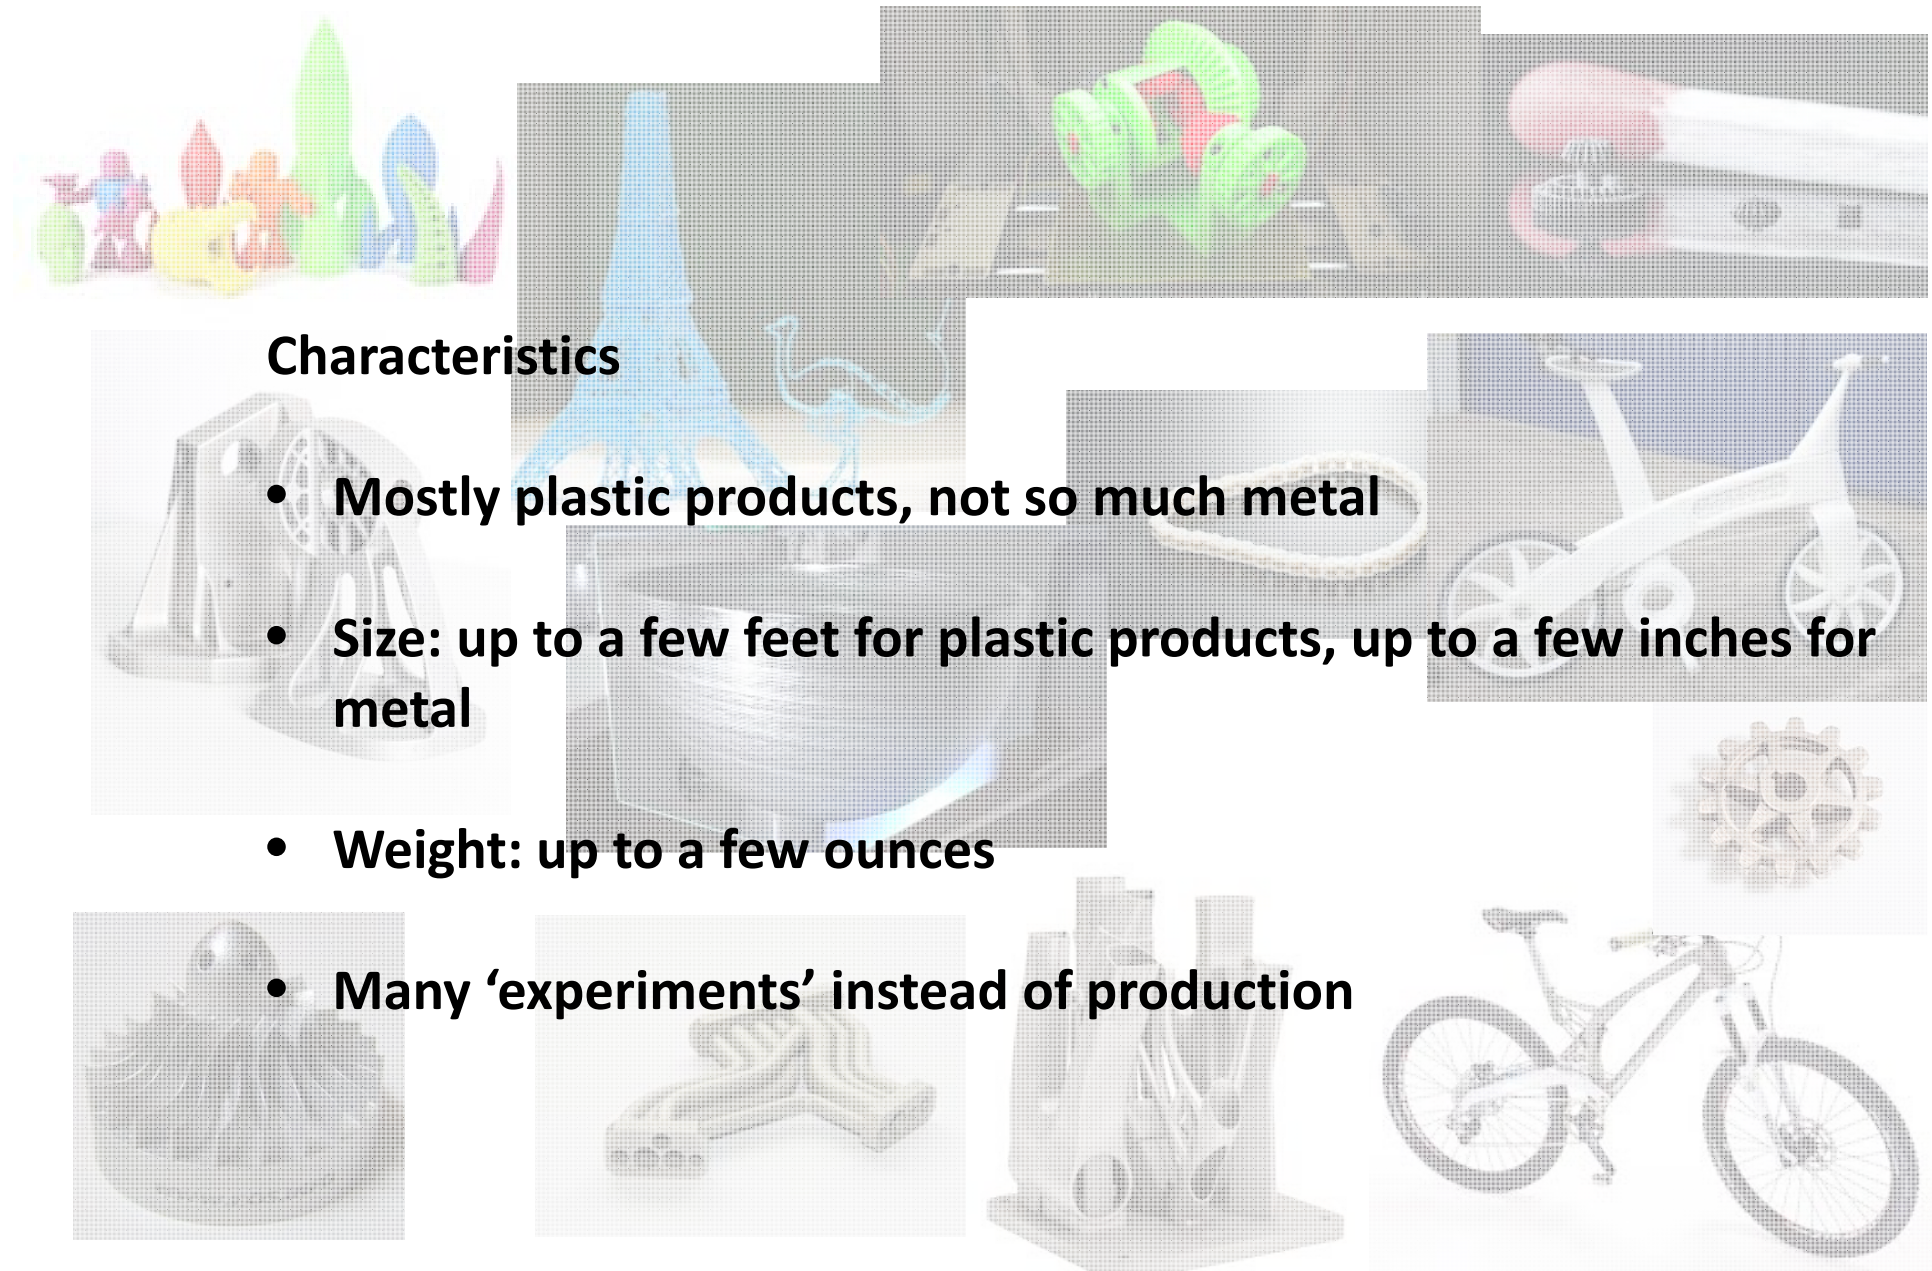 Characteristics
• Mostly plastic products, not so much metal
• Size: up to a few feet for plastic products, up to a few inches for
metal
• Weight: up to a few ounces
• Many ‘experiments’ instead of production